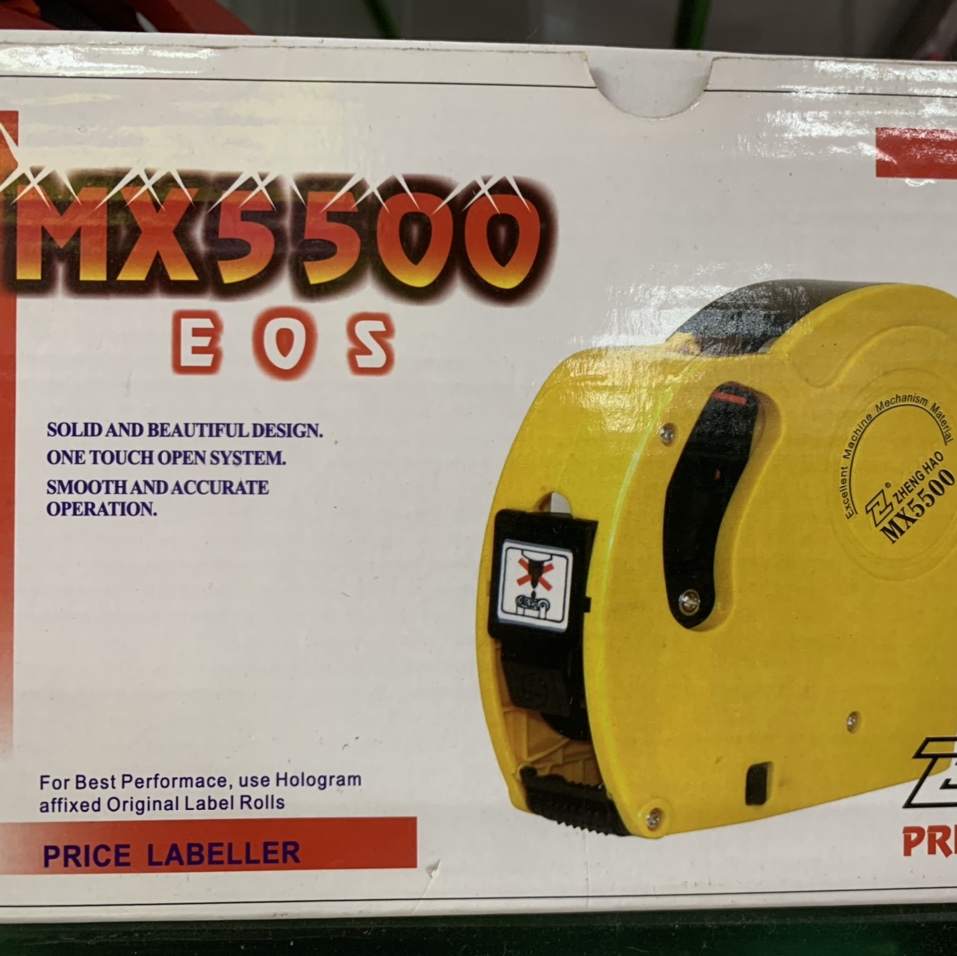 MX5500
EOS
SOLID AND BEAUTIFUL DESIGN.
ONE TOUCH OPEN SYSTEM.
SMOOTH AND ACCURATE
OPERATION.
Excellent Machine Mechanism Material
ZHENG HAO
MX5500
For Best Performace, use Hologram
affixed Original Label Rolls
PRICE LABELLER